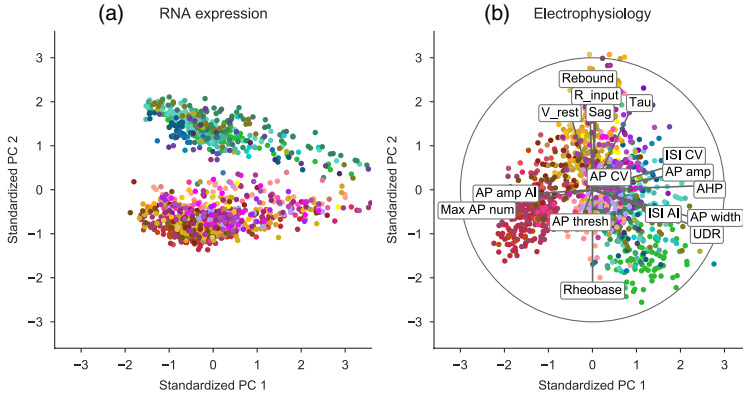 (a)
RNA expression
3
2
1
0
−1
−2
−3
Standardized PC 2
−3
−2
−1
0
1
2
3
Standardized PC 1
(b)
Electrophysiology
3
2
1
0
−1
−2
−3
Standardized PC 2
Rebound
R_input
Tau
V_rest
Sag
ISI CV
AP CV
AP amp
AP amp AI
AHP
Max AP num
ISI AI
AP width
AP thresh
UDR
Rheobase
−3
−2
−1
0
1
2
3
Standardized PC 1